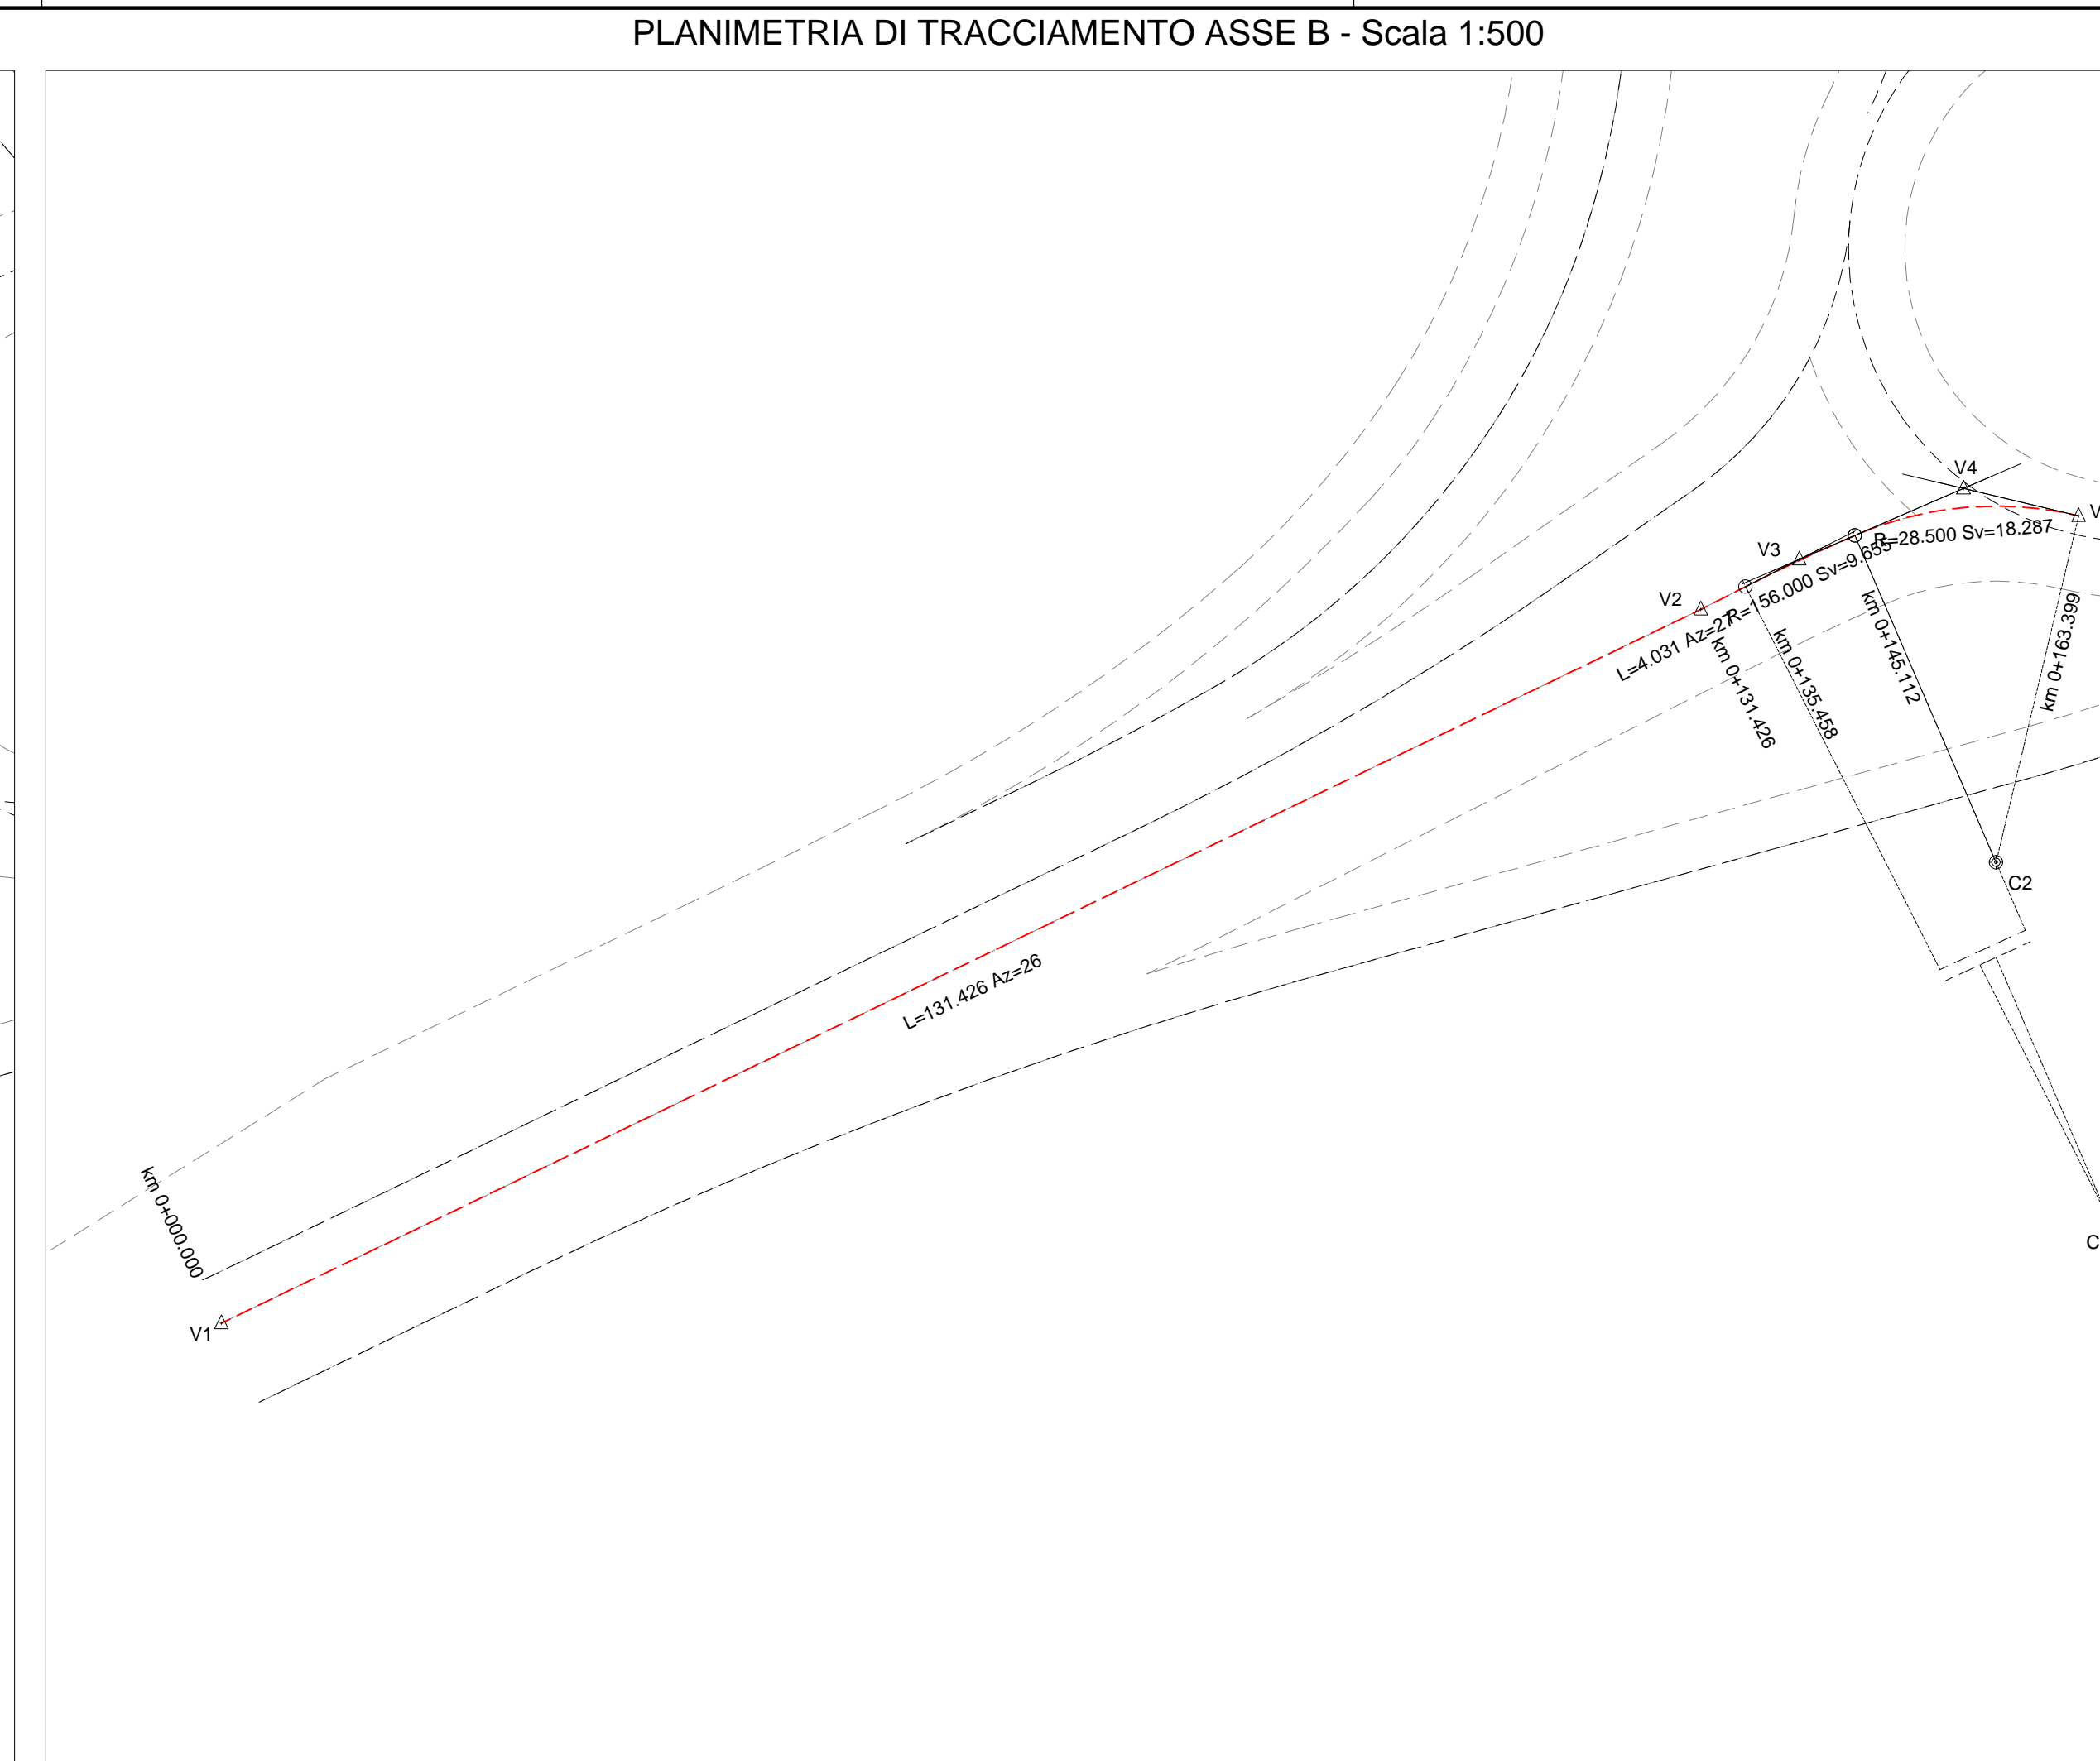 PLANIMETRIA DI TRACCIAMENTO ASSE B - Scala 1:500
V4
V
R=28.500 Sv=18.287
V3
R=156.000 Sv=9.655
V2
L=4.031 Az=27
km 0+131.426
km 0+135.458
km 0+145.112
km 0+163.399
C2
L=131.426 Az=26
km 0+000.000
C
V1